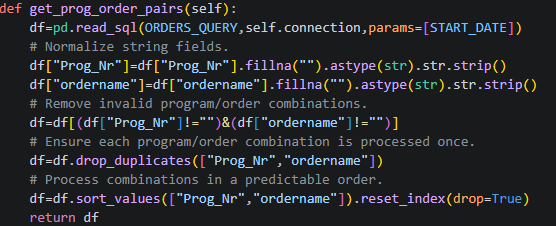 def get_prog_order_pairs(self):
    df=pd.read_sql(ORDERS_QUERY,self.connection,params=[START_DATE])
    # Normalize string fields.
    df["Prog_Nr"]=df["Prog_Nr"].fillna("").astype(str).str.strip()
    df["ordername"]=df["ordername"].fillna("").astype(str).str.strip()
    # Remove invalid program/order combinations.
    df=df[(df["Prog_Nr"]!="")&(df["ordername"]!="")]
    # Ensure each program/order combination is processed once.
    df=df.drop_duplicates(["Prog_Nr","ordername"])
    # Process combinations in a predictable order.
    df=df.sort_values(["Prog_Nr","ordername"]).reset_index(drop=True)
    return df